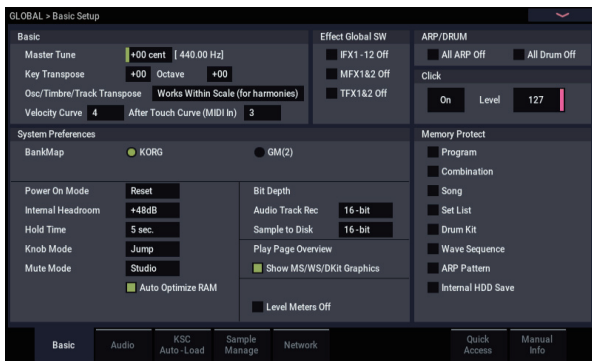 GLOBAL > Basic Setup
Basic
Master Tune +00 cent [ 440.00 Hz]
Key Transpose +00 Octave +00
Osc/Timbre/Track Transpose Works Within Scale (for harmonies)
Velocity Curve 4 After Touch Curve (MIDI In) 3
Effect Global SW
IFX1-12 Off
MFX1&2 Off
TFX1&2 Off
ARP/DRUM
All ARP Off All Drum Off
Click
On Level 127
System Preferences
BankMap KORG GM(2)
Power On Mode Reset
Internal Headroom +48dB
Hold Time 5 sec.
Knob Mode Jump
Mute Mode Studio
Auto Optimize RAM
Bit Depth
Audio Track Rec 16-bit
Sample to Disk 16-bit
Play Page Overview
Show MS/WS/DKit Graphics
Level Meters Off
Memory Protect
Program
Combination
Song
Set List
Drum Kit
Wave Sequence
ARP Pattern
Internal HDD Save
Basic
Audio
KSC
Auto-Load
Sample
Manage
Network
Quick
Access
Manual
Info